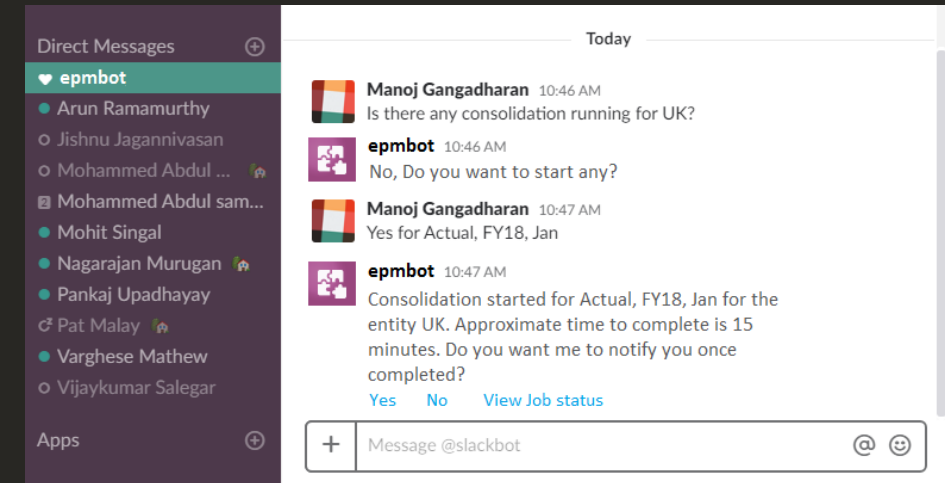 Direct Messages
epmbot
Arun Ramamurthy
Jishnu Jagannivasan
Mohammed Abdul ...
2 Mohammed Abdul sam...
Mohit Singal
Nagarajan Murugan
Pankaj Upadhayay
Pat Malay
Varghese Mathew
Vijaykumar Salegar
Apps
Today
Manoj Gangadharan 10:46 AM
Is there any consolidation running for UK?
epmbot 10:46 AM
No, Do you want to start any?
Manoj Gangadharan 10:47 AM
Yes for Actual, FY18, Jan
epmbot 10:47 AM
Consolidation started for Actual, FY18, Jan for the
entity UK. Approximate time to complete is 15
minutes. Do you want me to notify you once
completed?
Yes No View Job status
+ Message @slackbot @